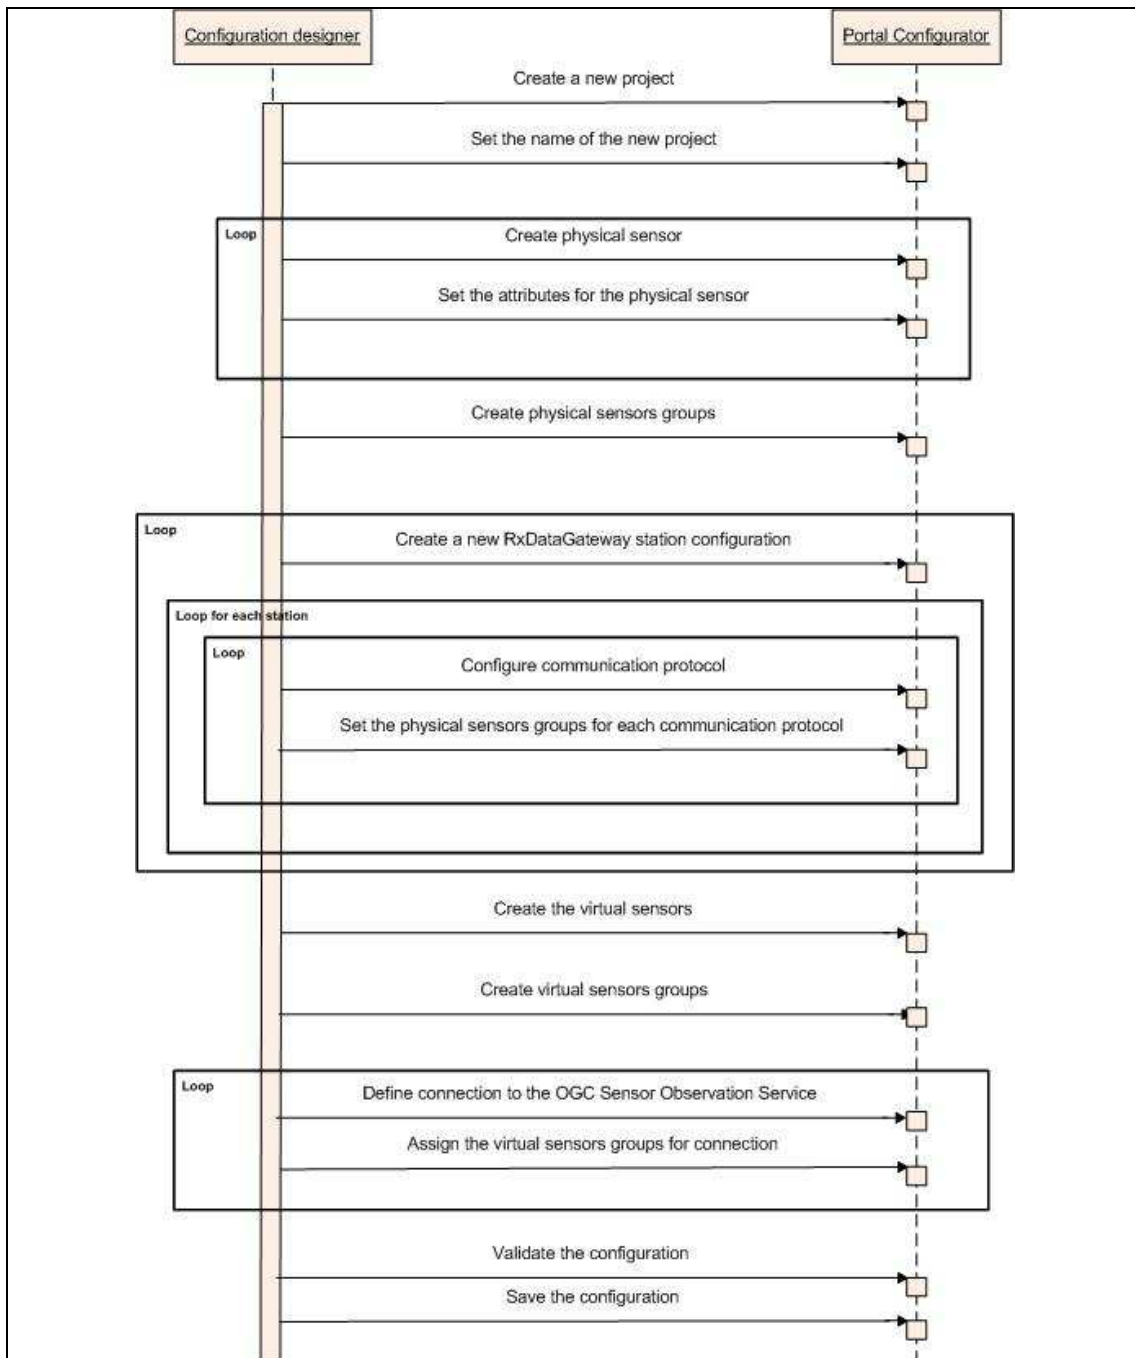 Configuration designer
Portal Configurator
Create a new project
Set the name of the new project
Loop
Create physical sensor
Set the attributes for the physical sensor
Create physical sensors groups
Loop
Create a new RxDataGateway station configuration
Loop for each station
Loop
Configure communication protocol
Set the physical sensors groups for each communication protocol
Create the virtual sensors
Create virtual sensors groups
Loop
Define connection to the OGC Sensor Observation Service
Assign the virtual sensors groups for connection
Validate the configuration
Save the configuration